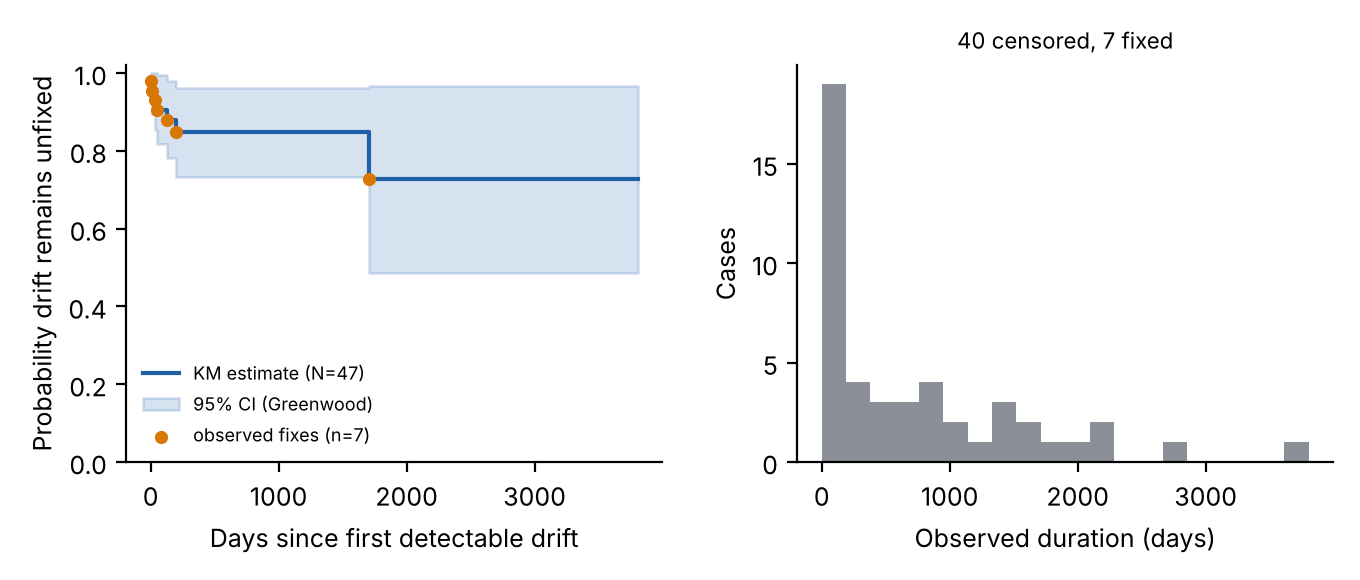 1.0
0.8
0.6
0.4
0.2
0.0
Probability drift remains unfixed
KM estimate (N=47)
95% CI (Greenwood)
observed fixes (n=7)
0 1000 2000 3000
Days since first detectable drift
40 censored, 7 fixed
15
10
5
0
Cases
0 1000 2000 3000
Observed duration (days)